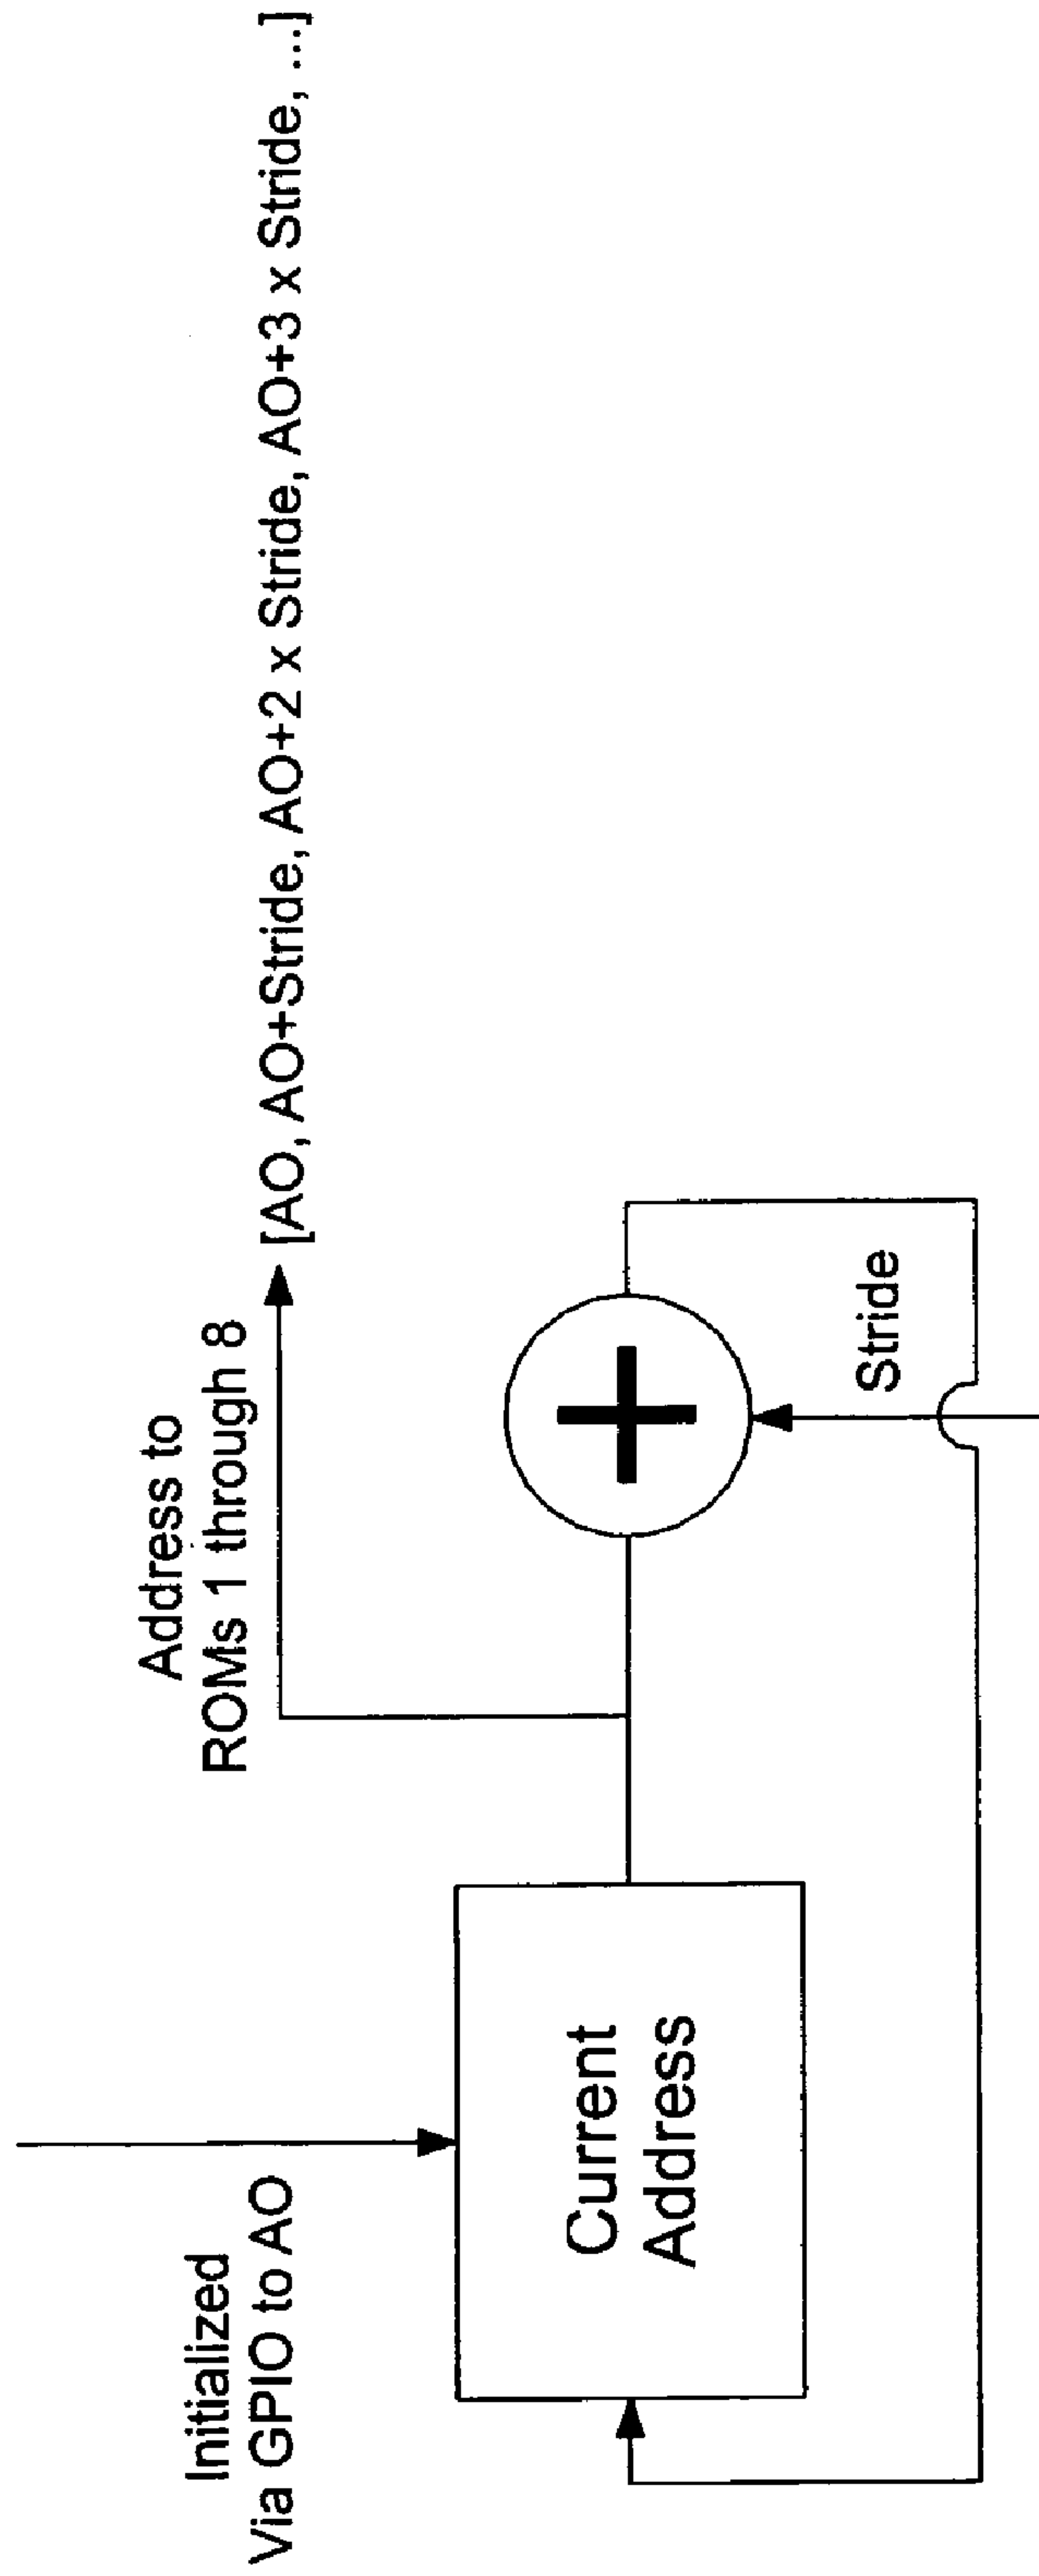 Initialized
Via GPIO to AO
Address to
ROMs 1 through 8
[AO, AO+Stride, AO+2 x Stride, AO+3 x Stride, ...]
Current
Address
Stride